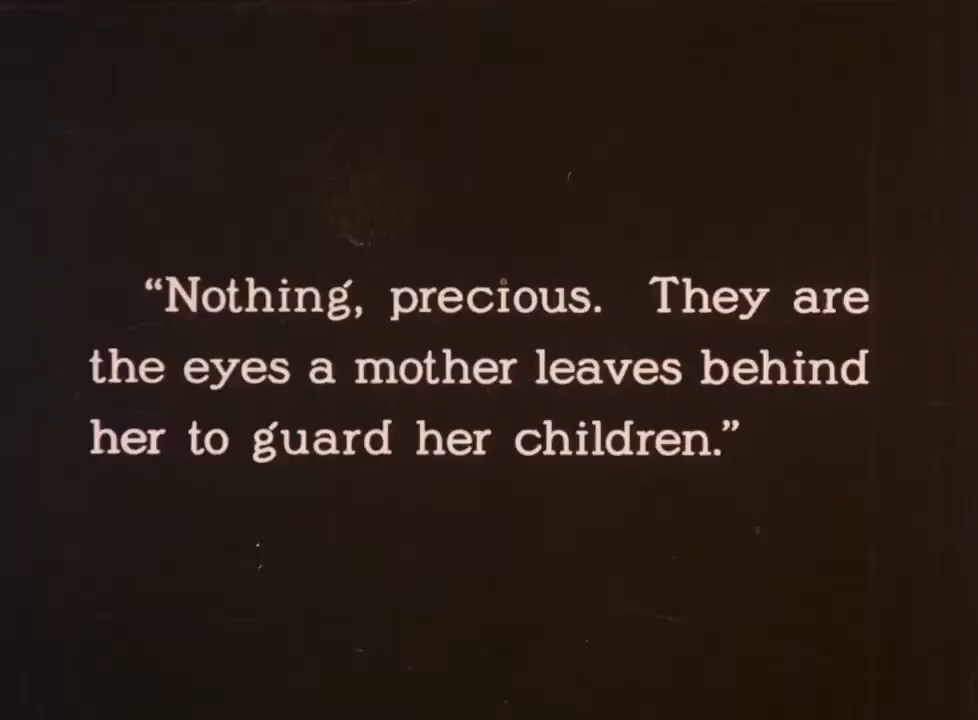 “Nothing, precious.  They are
the eyes a mother leaves behind
her to guard her children.”